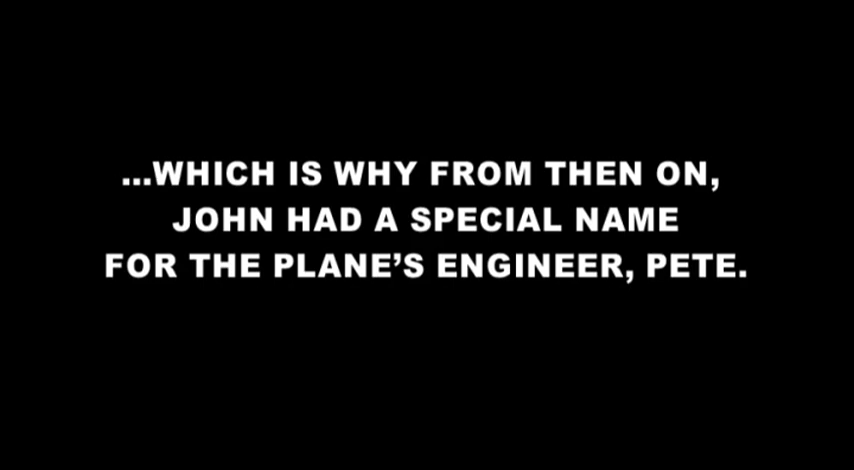 ...WHICH IS WHY FROM THEN ON,
JOHN HAD A SPECIAL NAME
FOR THE PLANE’S ENGINEER, PETE.